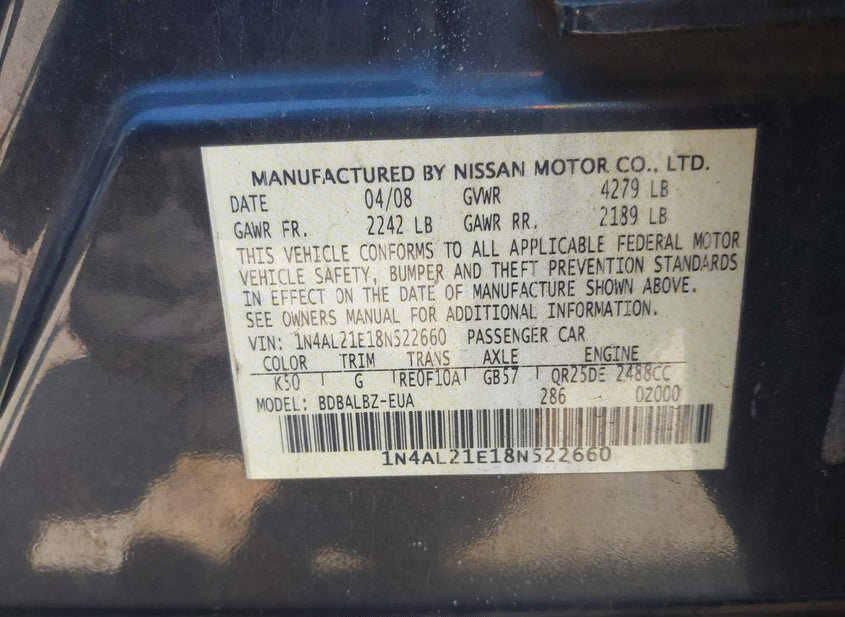 MANUFACTURED BY NISSAN MOTOR CO., LTD.
DATE 04/08 GVWR 4279 LB
GAWR FR. 2242 LB GAWR RR. 2189 LB
THIS VEHICLE CONFORMS TO ALL APPLICABLE FEDERAL MOTOR
VEHICLE SAFETY, BUMPER AND THEFT PREVENTION STANDARDS
IN EFFECT ON THE DATE OF MANUFACTURE SHOWN ABOVE.
SEE OWNERS MANUAL FOR ADDITIONAL INFORMATION.
VIN: 1N4AL21E18N522660 PASSENGER CAR
COLOR TRIM TRANS AXLE ENGINE
K50 G RE0F10A GB57 QR25DE 2488CC
MODEL: BDBALBZ-EUA 286 0Z000
1N4AL21E18N522660